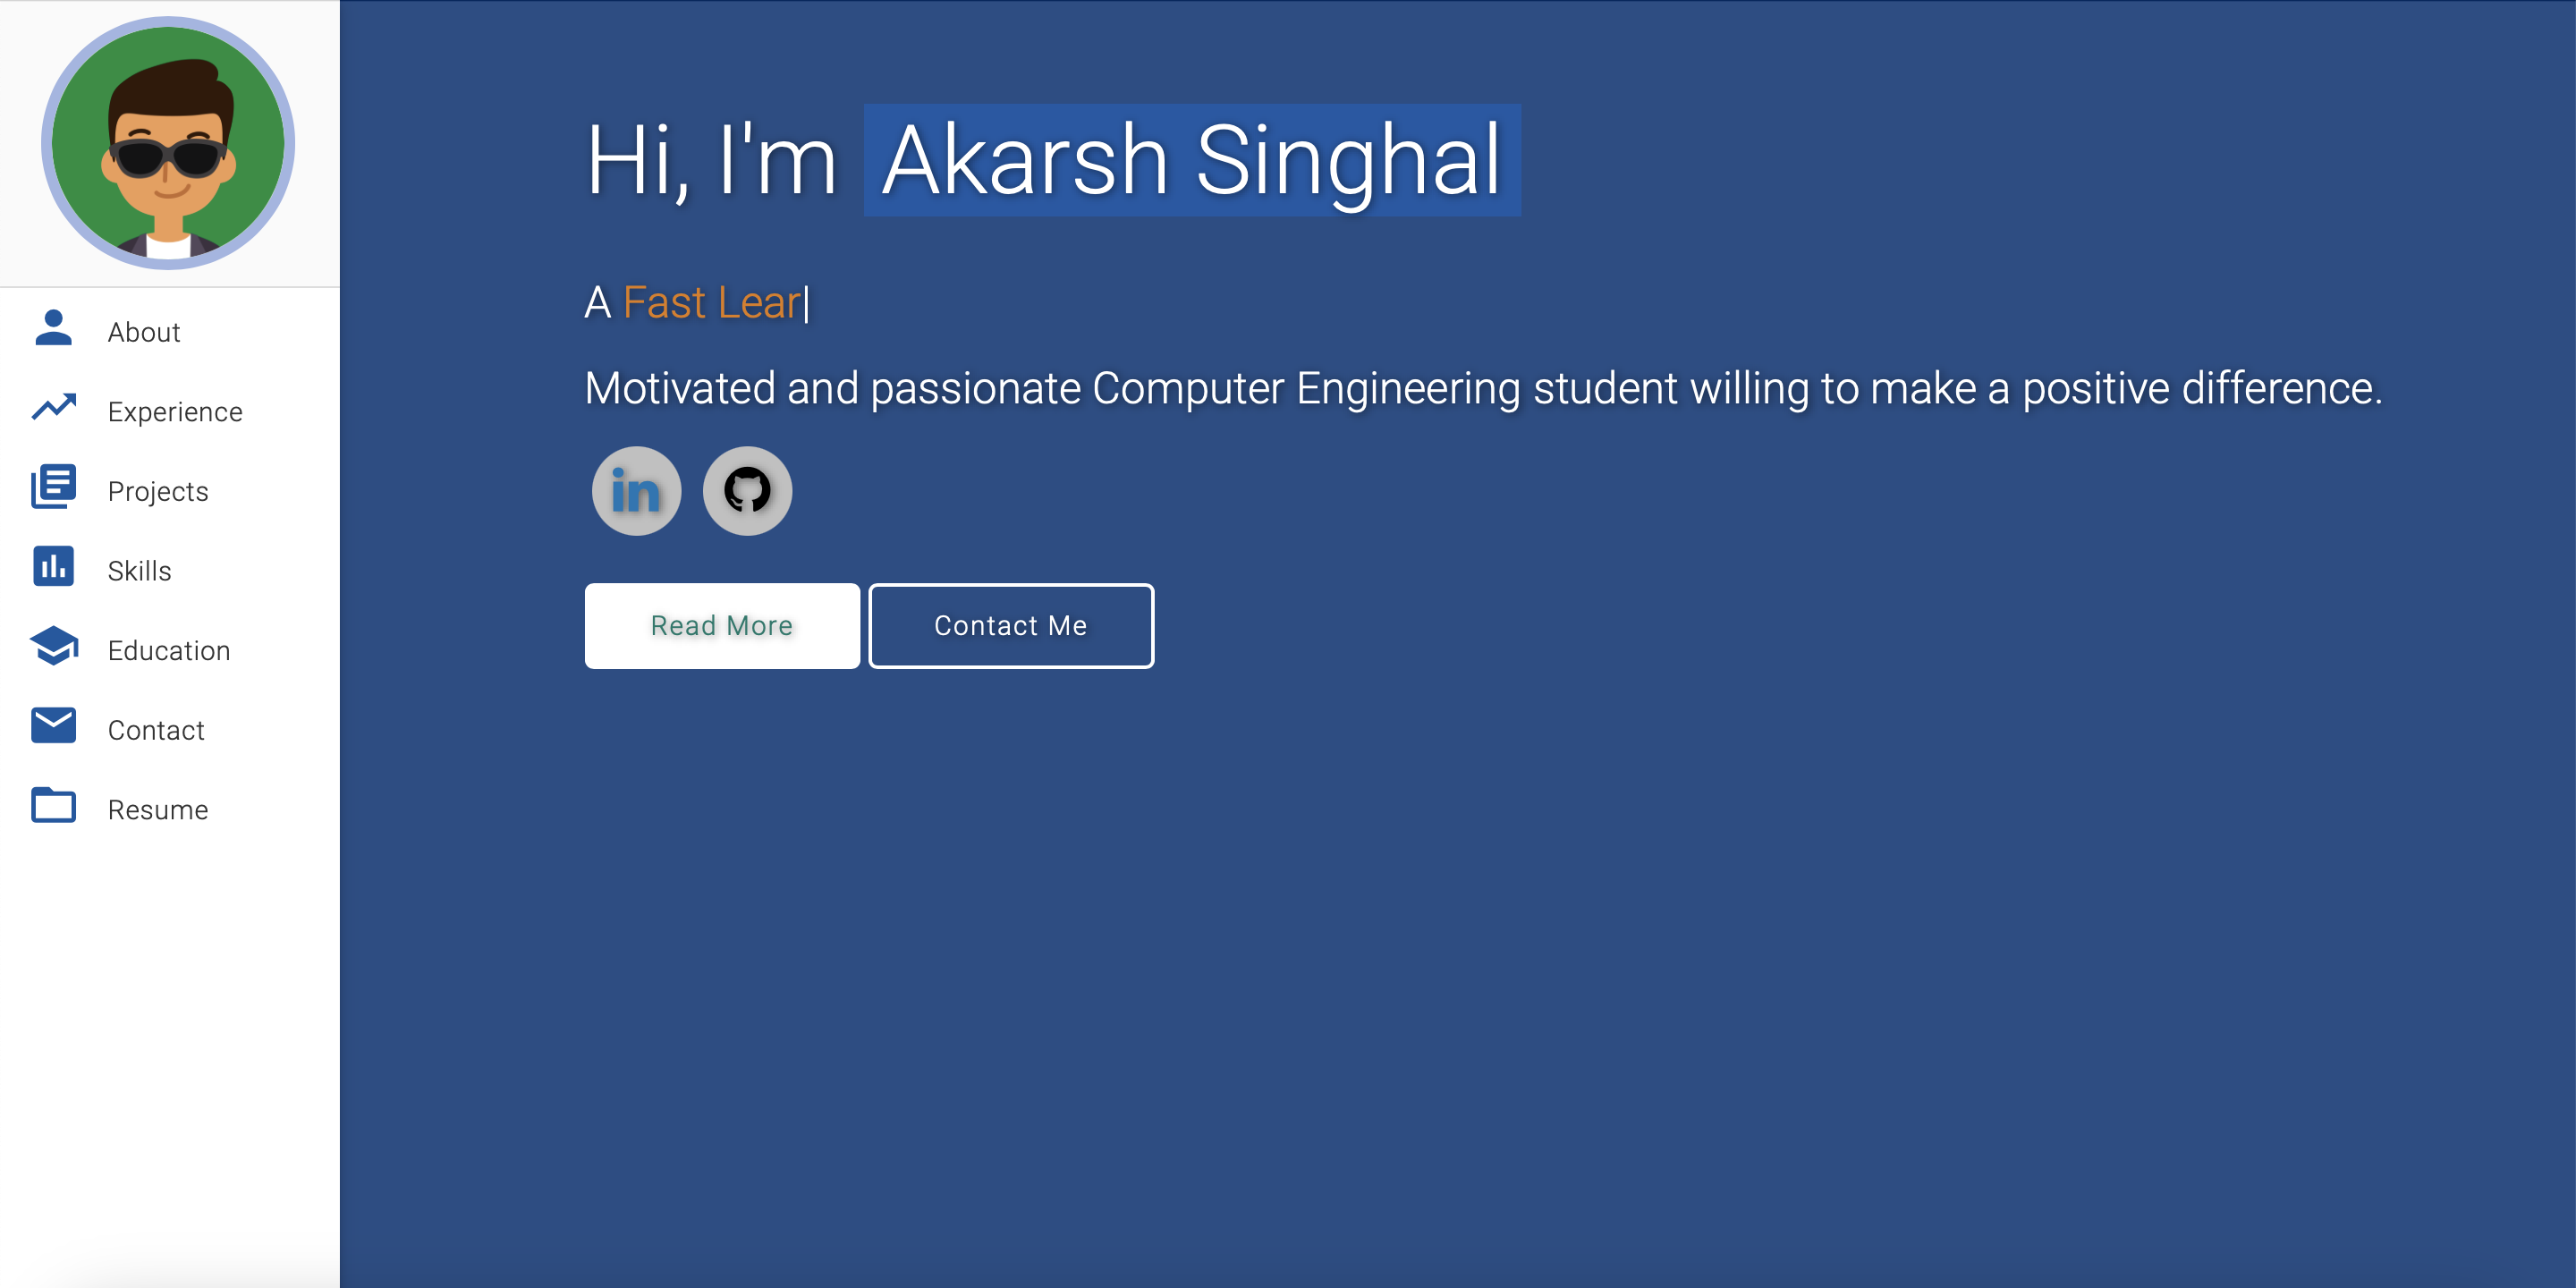 About
Experience
Projects
Skills
Education
Contact
Resume
Hi, I'm Akarsh Singhal
A Fast Lear|
Motivated and passionate Computer Engineering student willing to make a positive difference.
in
Read More Contact Me